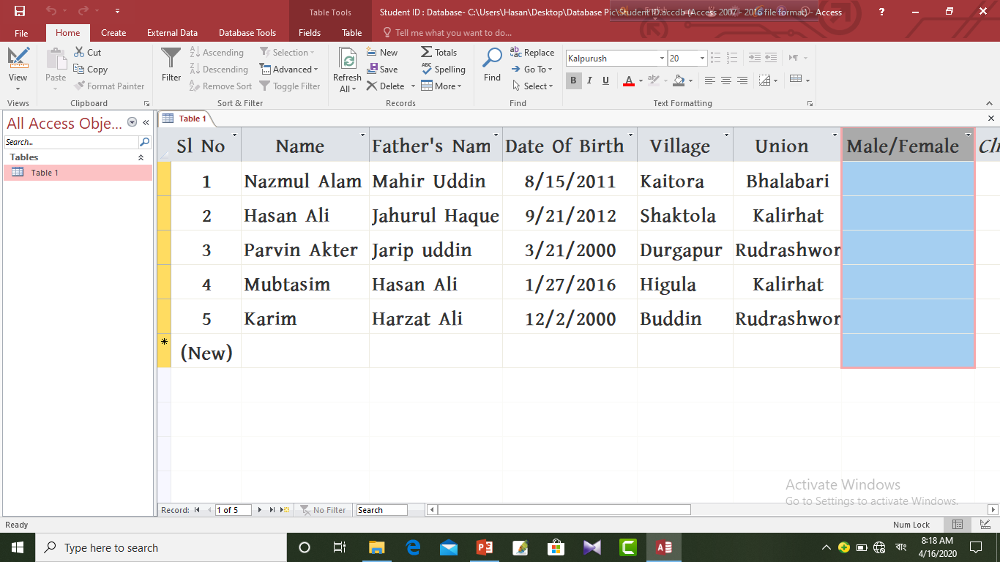 Table Tools
Student ID : Database- C:\Users\Hasan\Desktop\Database Pic\Student ID.accdb (Access 2007 - 2016 file format) - Access
?
File Home Create External Data Database Tools Fields Table Tell me what you want to do...
View
Views
Paste
Cut
Copy
Format Painter
Clipboard
Filter
Ascending
Descending
Remove Sort
Selection
Advanced
Toggle Filter
Sort & Filter
Refresh
All
New
Save
Delete
Totals
Spelling
More
Records
Find
Replace
Go To
Select
Find
Kalpurush 20
B I U A
Text Formatting
All Access Obje...
Search...
Tables
Table 1
Table 1
Sl No Name Father's Nam Date Of Birth Village Union Male/Female
1 Nazmul Alam Mahir Uddin 8/15/2011 Kaitora Bhalabari
2 Hasan Ali Jahurul Haque 9/21/2012 Shaktola Kalirhat
3 Parvin Akter Jarip uddin 3/21/2000 Durgapur Rudrashwor
4 Mubtasim Hasan Ali 1/27/2016 Higula Kalirhat
5 Karim Harzat Ali 12/2/2000 Buddin Rudrashwor
(New)
Activate Windows
Go to Settings to activate Windows.
Record: 1 of 5 No Filter Search
Ready Num Lock
Type here to search
বাং
8:18 AM
4/16/2020